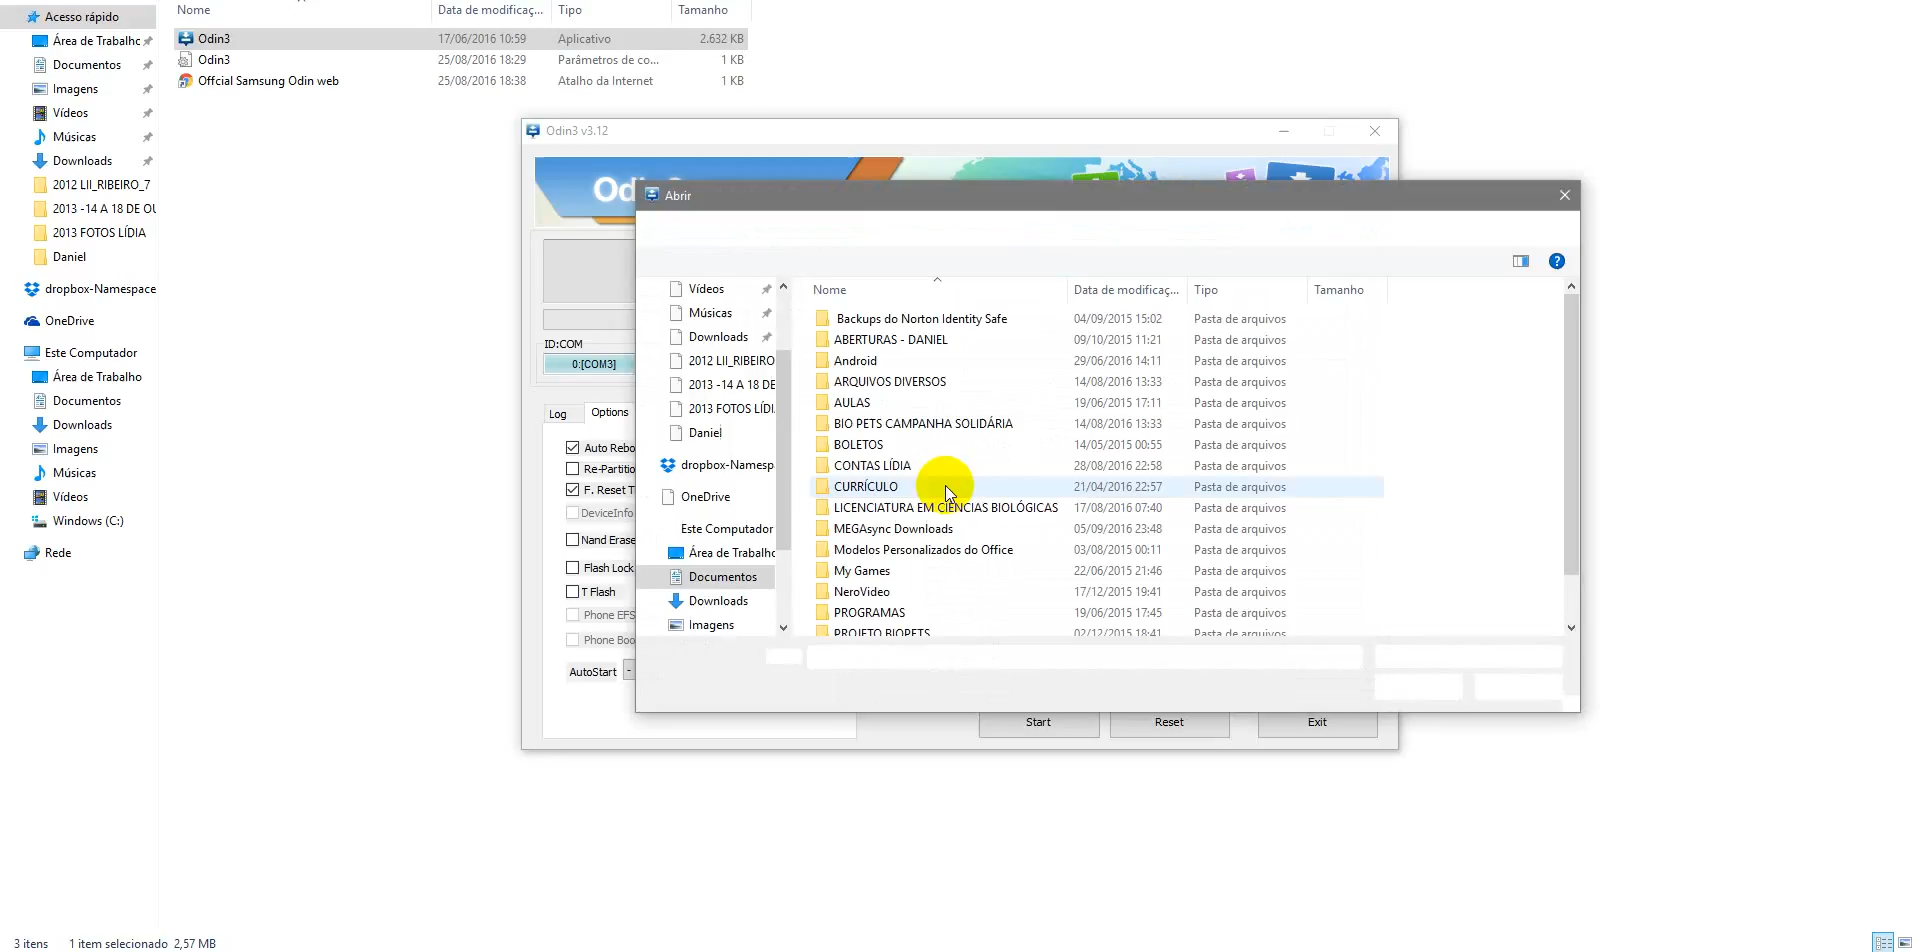 Acesso rápido
Área de Trabalhc
Documentos
Imagens
Vídeos
Músicas
Downloads
2012 LII_RIBEIRO_7
2013 -14 A 18 DE OU
2013 FOTOS LÍDIA
Daniel
dropbox-Namespace
OneDrive
Este Computador
Área de Trabalho
Documentos
Downloads
Imagens
Músicas
Vídeos
Windows (C:)
Rede
Nome Data de modificaç... Tipo Tamanho
Odin3 17/06/2016 10:59 Aplicativo 2.632 KB
Odin3 25/08/2016 18:29 Parâmetros de co... 1 KB
Offcial Samsung Odin web 25/08/2016 18:38 Atalho da Internet 1 KB
Odin3 v3.12
ID:COM
0:[COM3]
Log Options
Auto Rebo
Re-Partitio
F. Reset T
DeviceInfo
Nand Erase
Flash Lock
T Flash
Phone EFS
Phone Boo
AutoStart -
Start Reset Exit
Abrir
Vídeos
Músicas
Downloads
2012 LII_RIBEIRO
2013 -14 A 18 DE
2013 FOTOS LÍDI
Daniel
dropbox-Namespa
OneDrive
Este Computador
Área de Trabalho
Documentos
Downloads
Imagens
Nome Data de modificaç... Tipo Tamanho
Backups do Norton Identity Safe 04/09/2015 15:02 Pasta de arquivos
ABERTURAS - DANIEL 09/10/2015 11:21 Pasta de arquivos
Android 29/06/2016 14:11 Pasta de arquivos
ARQUIVOS DIVERSOS 14/08/2016 13:33 Pasta de arquivos
AULAS 19/06/2015 17:11 Pasta de arquivos
BIO PETS CAMPANHA SOLIDÁRIA 14/08/2016 13:33 Pasta de arquivos
BOLETOS 14/05/2015 00:55 Pasta de arquivos
CONTAS LÍDIA 28/08/2016 22:58 Pasta de arquivos
CURRÍCULO 21/04/2016 22:57 Pasta de arquivos
LICENCIATURA EM CIÊNCIAS BIOLÓGICAS 17/08/2016 07:40 Pasta de arquivos
MEGAsync Downloads 05/09/2016 23:48 Pasta de arquivos
Modelos Personalizados do Office 03/08/2015 00:11 Pasta de arquivos
My Games 22/06/2015 21:46 Pasta de arquivos
NeroVideo 17/12/2015 19:41 Pasta de arquivos
PROGRAMAS 19/06/2015 17:45 Pasta de arquivos
PROJETO BIOPETS 02/12/2015 18:41 Pasta de arquivos
3 itens 1 item selecionado 2,57 MB